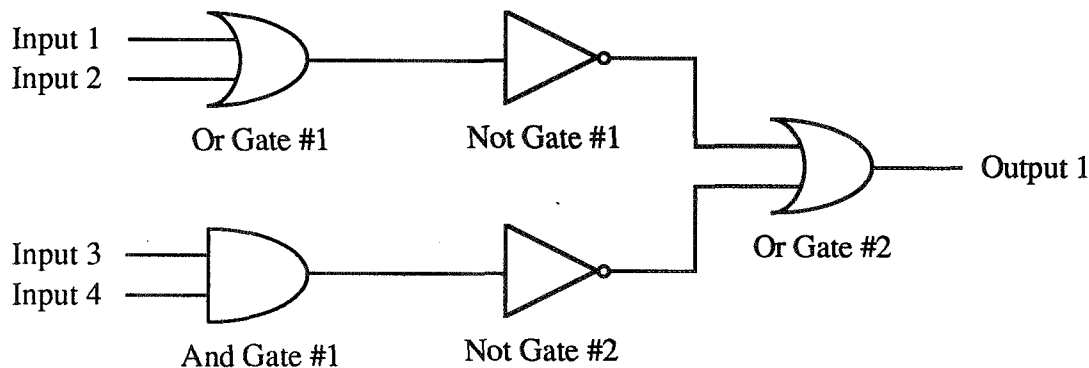 Input 1
Input 2
Or Gate #1
Not Gate #1
Output 1
Or Gate #2
Input 3
Input 4
And Gate #1
Not Gate #2